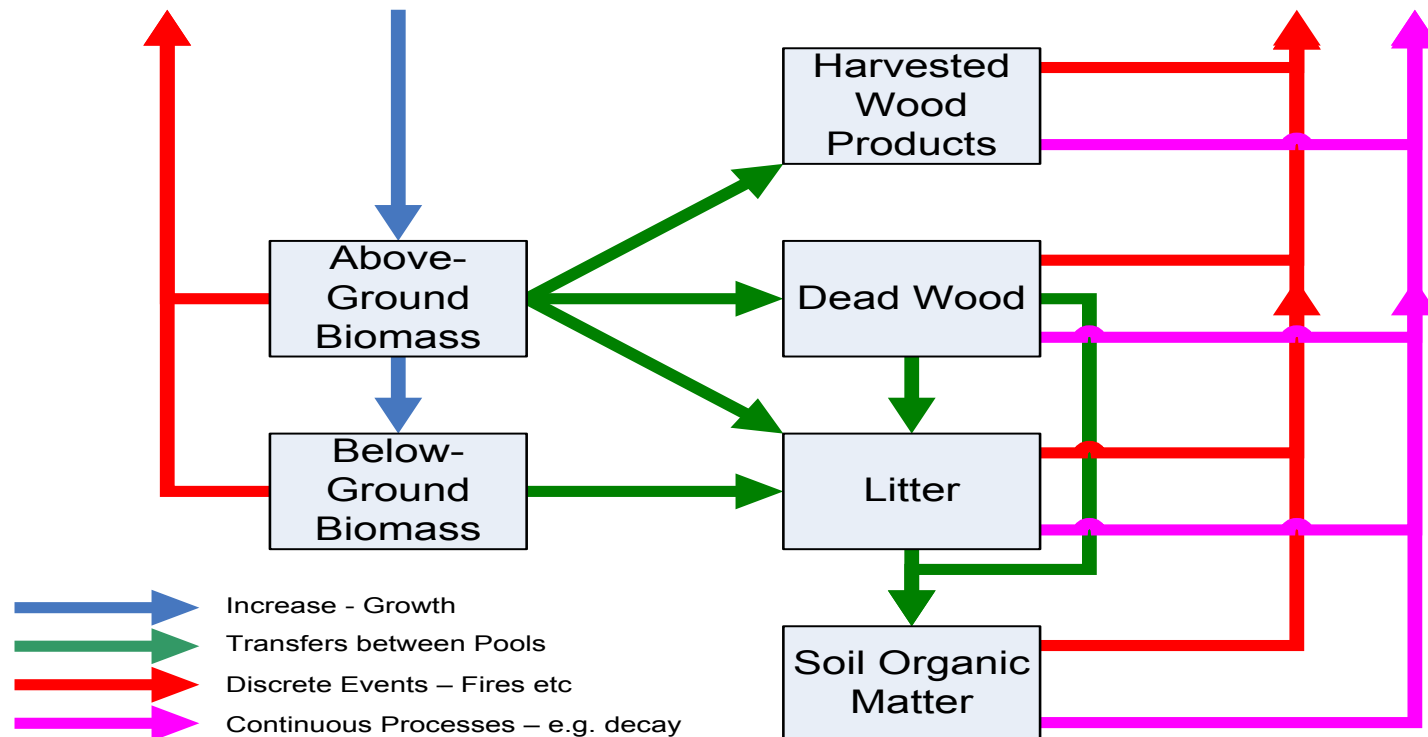 Harvested
Wood
Products
Above-
Ground
Biomass
Dead Wood
Below-
Ground
Biomass
Litter
Soil Organic
Matter
Increase - Growth
Transfers between Pools
Discrete Events – Fires etc
Continuous Processes – e.g. decay